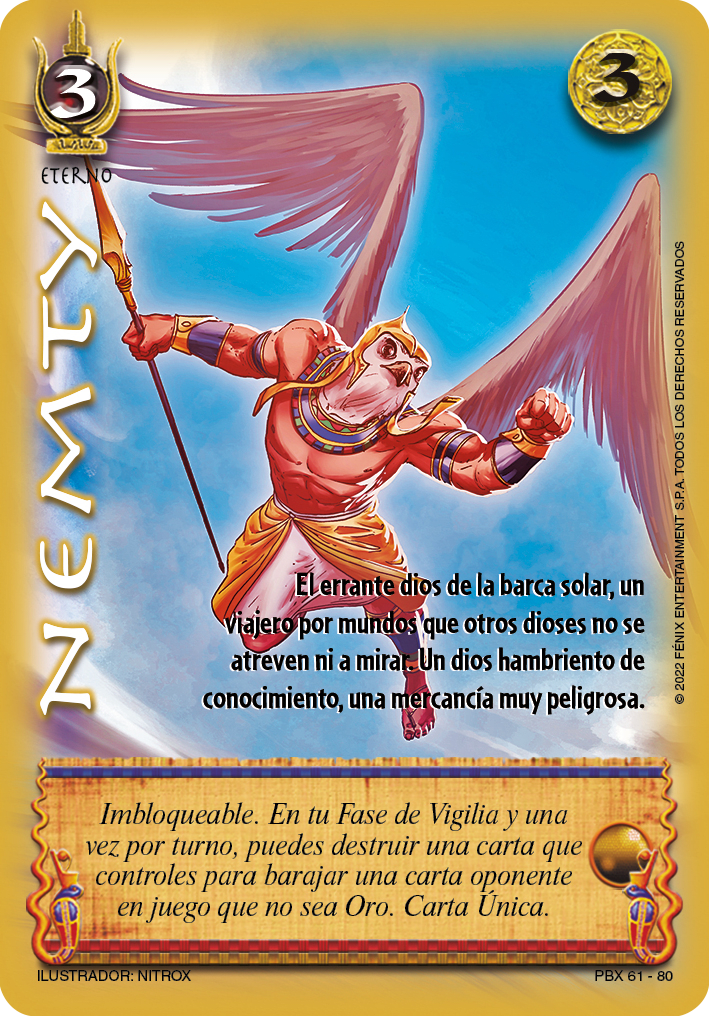 3
3
ETERNO
NEMTY
El errante dios de la barca solar, un
viajero por mundos que otros dioses no se
atreven ni a mirar. Un dios hambriento de
conocimiento, una mercancía muy peligrosa.
© 2022 FÉNIX ENTERTAINMENT S.P.A. TODOS LOS DERECHOS RESERVADOS
Imbloqueable. En tu Fase de Vigilia y una
vez por turno, puedes destruir una carta que
controles para barajar una carta oponente
en juego que no sea Oro. Carta Única.
ILUSTRADOR: NITROX
PBX 61 - 80